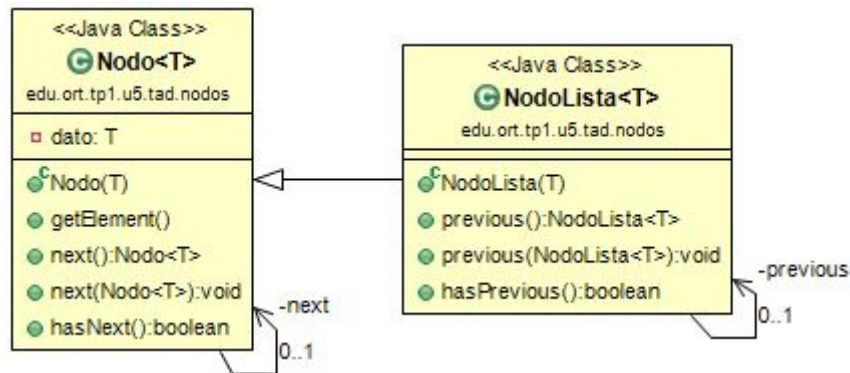 <<Java Class>>
Nodo<T>
edu.ort.tp1.u5.tad.nodos
dato: T
Nodo(T)
getElement()
next():Nodo<T>
next(Nodo<T>):void
hasNext():boolean
-next
0..1
<<Java Class>>
NodoLista<T>
edu.ort.tp1.u5.tad.nodos
NodoLista(T)
previous():NodoLista<T>
previous(NodoLista<T>):void
hasPrevious():boolean
-previous
0..1